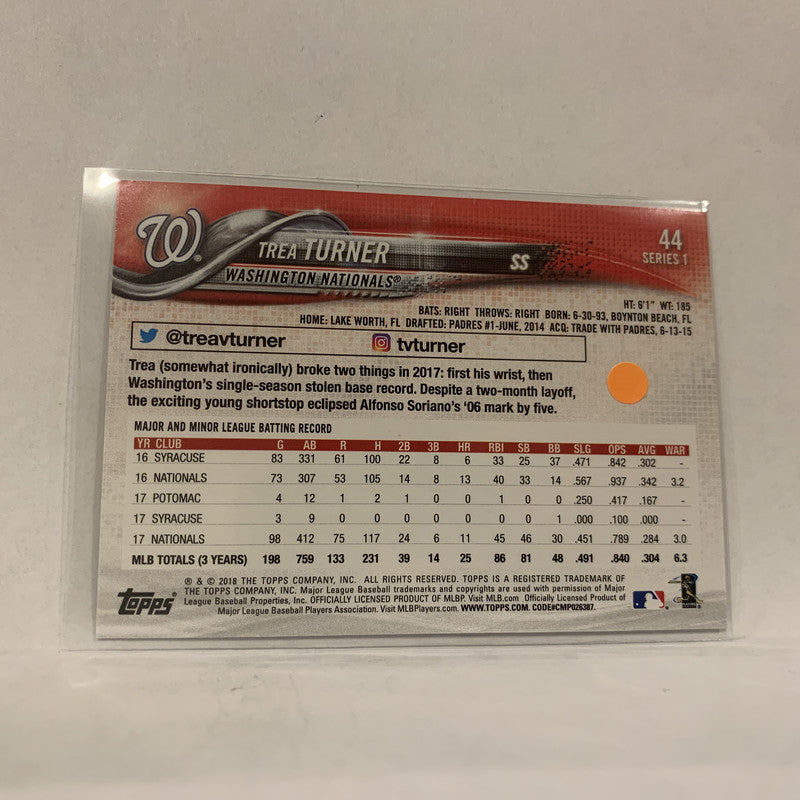 W
TREA TURNER
WASHINGTON NATIONALS®
SS
44
SERIES 1
HT: 6'1" WT: 185
BATS: RIGHT THROWS: RIGHT BORN: 6-30-93, BOYNTON BEACH, FL
HOME: LAKE WORTH, FL DRAFTED: PADRES #1-JUNE, 2014 ACQ: TRADE WITH PADRES, 6-13-15
@treavturner tvturner
Trea (somewhat ironically) broke two things in 2017: first his wrist, then
Washington's single-season stolen base record. Despite a two-month layoff,
the exciting young shortstop eclipsed Alfonso Soriano's '06 mark by five.
MAJOR AND MINOR LEAGUE BATTING RECORD
YR CLUB G AB R H 2B 3B HR RBI SB BB SLG OPS AVG WAR
16 SYRACUSE 83 331 61 100 22 8 6 33 25 37 .471 .842 .302 -
16 NATIONALS 73 307 53 105 14 8 13 40 33 14 .567 .937 .342 3.2
17 POTOMAC 4 12 1 2 1 0 0 1 0 0 .250 .417 .167 -
17 SYRACUSE 3 9 0 0 0 0 0 0 0 1 .000 .100 .000 -
17 NATIONALS 98 412 75 117 24 6 11 45 46 30 .451 .789 .284 3.0
MLB TOTALS (3 YEARS) 198 759 133 231 39 14 25 86 81 48 .491 .840 .304 6.3
® & © 2018 THE TOPPS COMPANY, INC. ALL RIGHTS RESERVED. TOPPS IS A REGISTERED TRADEMARK OF
THE TOPPS COMPANY, INC. Major League Baseball trademarks and copyrights are used with permission of Major
League Baseball Properties, Inc. OFFICIALLY LICENSED PRODUCT OF MLBP. Visit MLB.com Officially Licensed Product of
Major League Baseball Players Association. Visit MLBPlayers.com. WWW.TOPPS.COM. CODE#CMP026387.
TOPPS